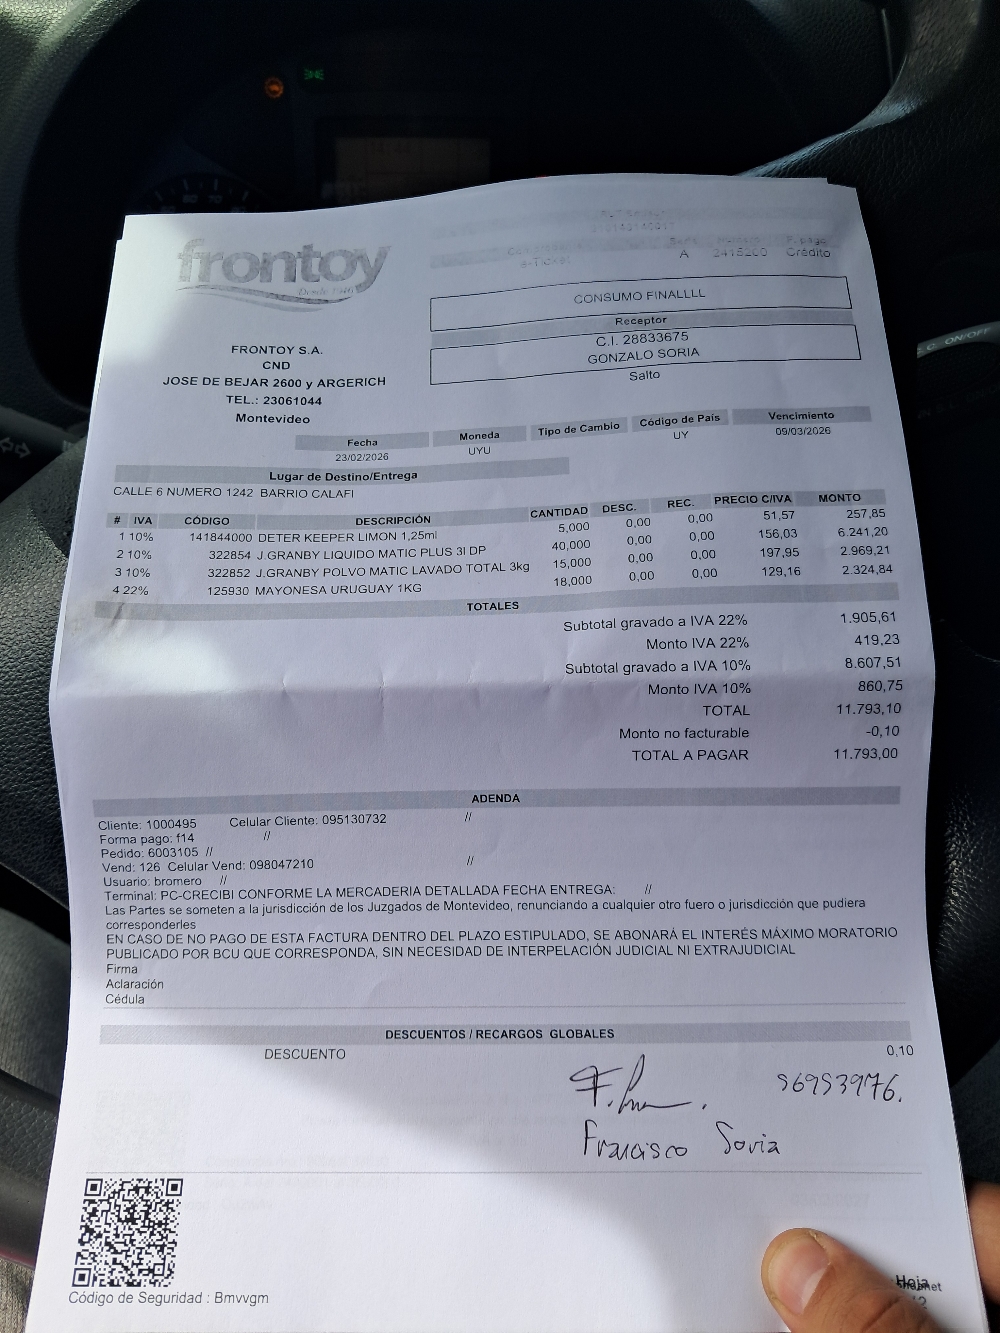 frontoy
Desde 1946
e-Ticket A 2415200 Crédito
CONSUMO FINALLLL
Receptor
C.I. 28833675
GONZALO SORIA
Salto
FRONTOY S.A.
CND
JOSE DE BEJAR 2600 y ARGERICH
TEL.: 23061044
Montevideo
Fecha Moneda Tipo de Cambio Código de País Vencimiento
23/02/2026 UYU UY 09/03/2026
Lugar de Destino/Entrega
CALLE 6 NUMERO 1242 BARRIO CALAFI
# IVA CÓDIGO DESCRIPCIÓN CANTIDAD DESC. REC. PRECIO C/IVA MONTO
1 10% 141844000 DETER KEEPER LIMON 1,25ml 5,000 0,00 0,00 51,57 257,85
2 10% 322854 J.GRANBY LIQUIDO MATIC PLUS 3l DP 40,000 0,00 0,00 156,03 6.241,20
3 10% 322852 J.GRANBY POLVO MATIC LAVADO TOTAL 3kg 15,000 0,00 0,00 197,95 2.969,21
4 22% 125930 MAYONESA URUGUAY 1KG 18,000 0,00 0,00 129,16 2.324,84
TOTALES
Subtotal gravado a IVA 22% 1.905,61
Monto IVA 22% 419,23
Subtotal gravado a IVA 10% 8.607,51
Monto IVA 10% 860,75
TOTAL 11.793,10
Monto no facturable -0,10
TOTAL A PAGAR 11.793,00
ADENDA
Cliente: 1000495 Celular Cliente: 095130732 //
Forma pago: f14 //
Pedido: 6003105 //
Vend: 126 Celular Vend: 098047210 //
Usuario: bromero //
Terminal: PC-CRECIBI CONFORME LA MERCADERIA DETALLADA FECHA ENTREGA: //
Las Partes se someten a la jurisdicción de los Juzgados de Montevideo, renunciando a cualquier otro fuero o jurisdicción que pudiera
corresponderles
EN CASO DE NO PAGO DE ESTA FACTURA DENTRO DEL PLAZO ESTIPULADO, SE ABONARÁ EL INTERÉS MÁXIMO MORATORIO
PUBLICADO POR BCU QUE CORRESPONDA, SIN NECESIDAD DE INTERPELACIÓN JUDICIAL NI EXTRAJUDICIAL
Firma
Aclaración
Cédula
DESCUENTOS / RECARGOS GLOBALES
DESCUENTO 0,10
56953976.
Francisco Soria
Código de Seguridad : Bmvvgm
Hoja